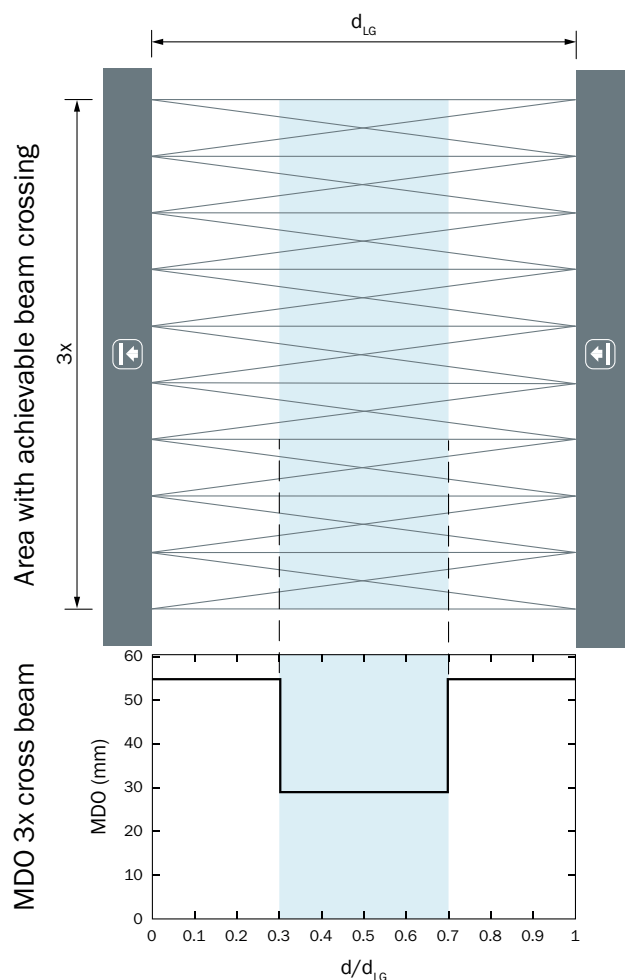 d_LG
Area with achievable beam crossing
3x
MDO 3x cross beam
MDO (mm)
60
50
40
30
20
10
0
0 0.1 0.2 0.3 0.4 0.5 0.6 0.7 0.8 0.9 1
d/d_LG